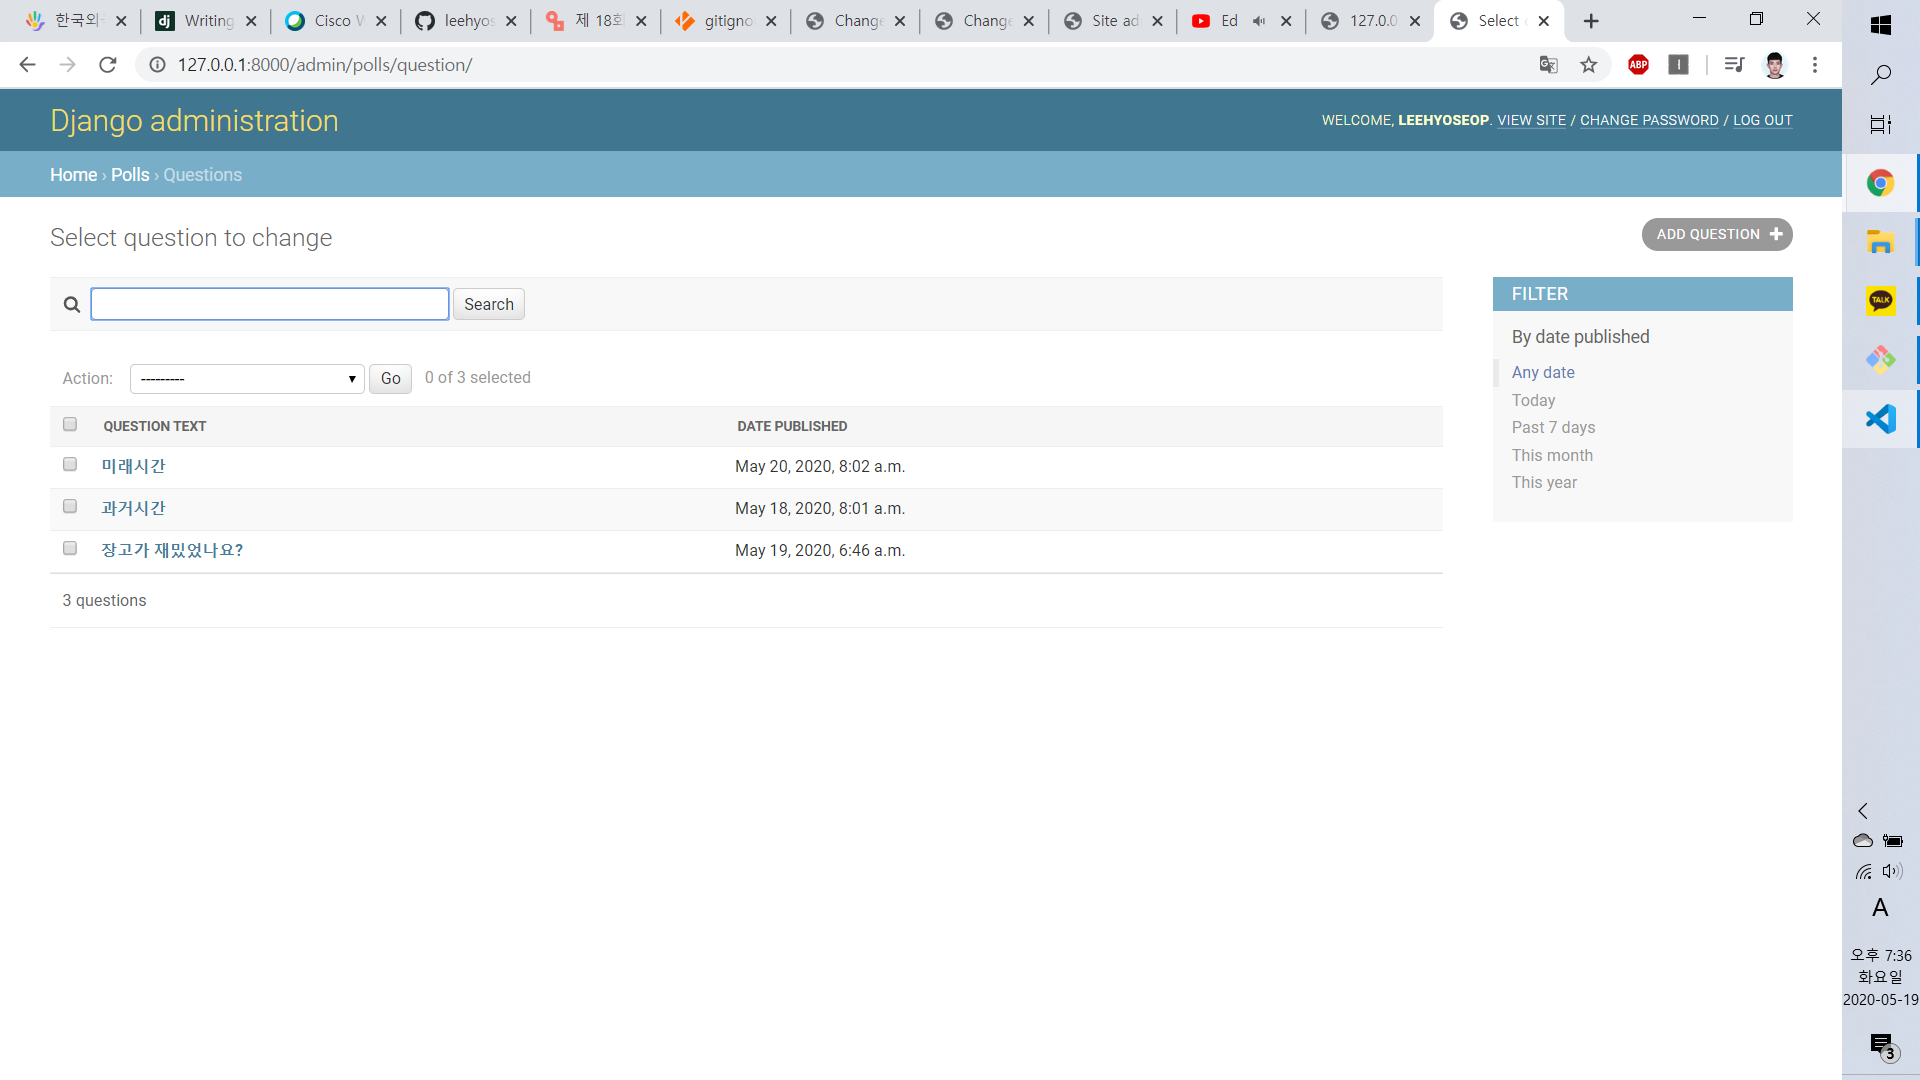 한국외국 Writing Cisco W leehyos 제 18회 gitigno Change Change Site ad Ed 127.0.0 Select
127.0.0.1:8000/admin/polls/question/
ABP I
Django administration
WELCOME, LEEHYOSEOP. VIEW SITE / CHANGE PASSWORD / LOG OUT
Home › Polls › Questions
Select question to change
ADD QUESTION +
Search
Action: --------- Go 0 of 3 selected
QUESTION TEXT DATE PUBLISHED
미래시간 May 20, 2020, 8:02 a.m.
과거시간 May 18, 2020, 8:01 a.m.
장고가 재밌었나요? May 19, 2020, 6:46 a.m.
3 questions
FILTER
By date published
Any date
Today
Past 7 days
This month
This year
TALK
A
오후 7:36
화요일
2020-05-19
3